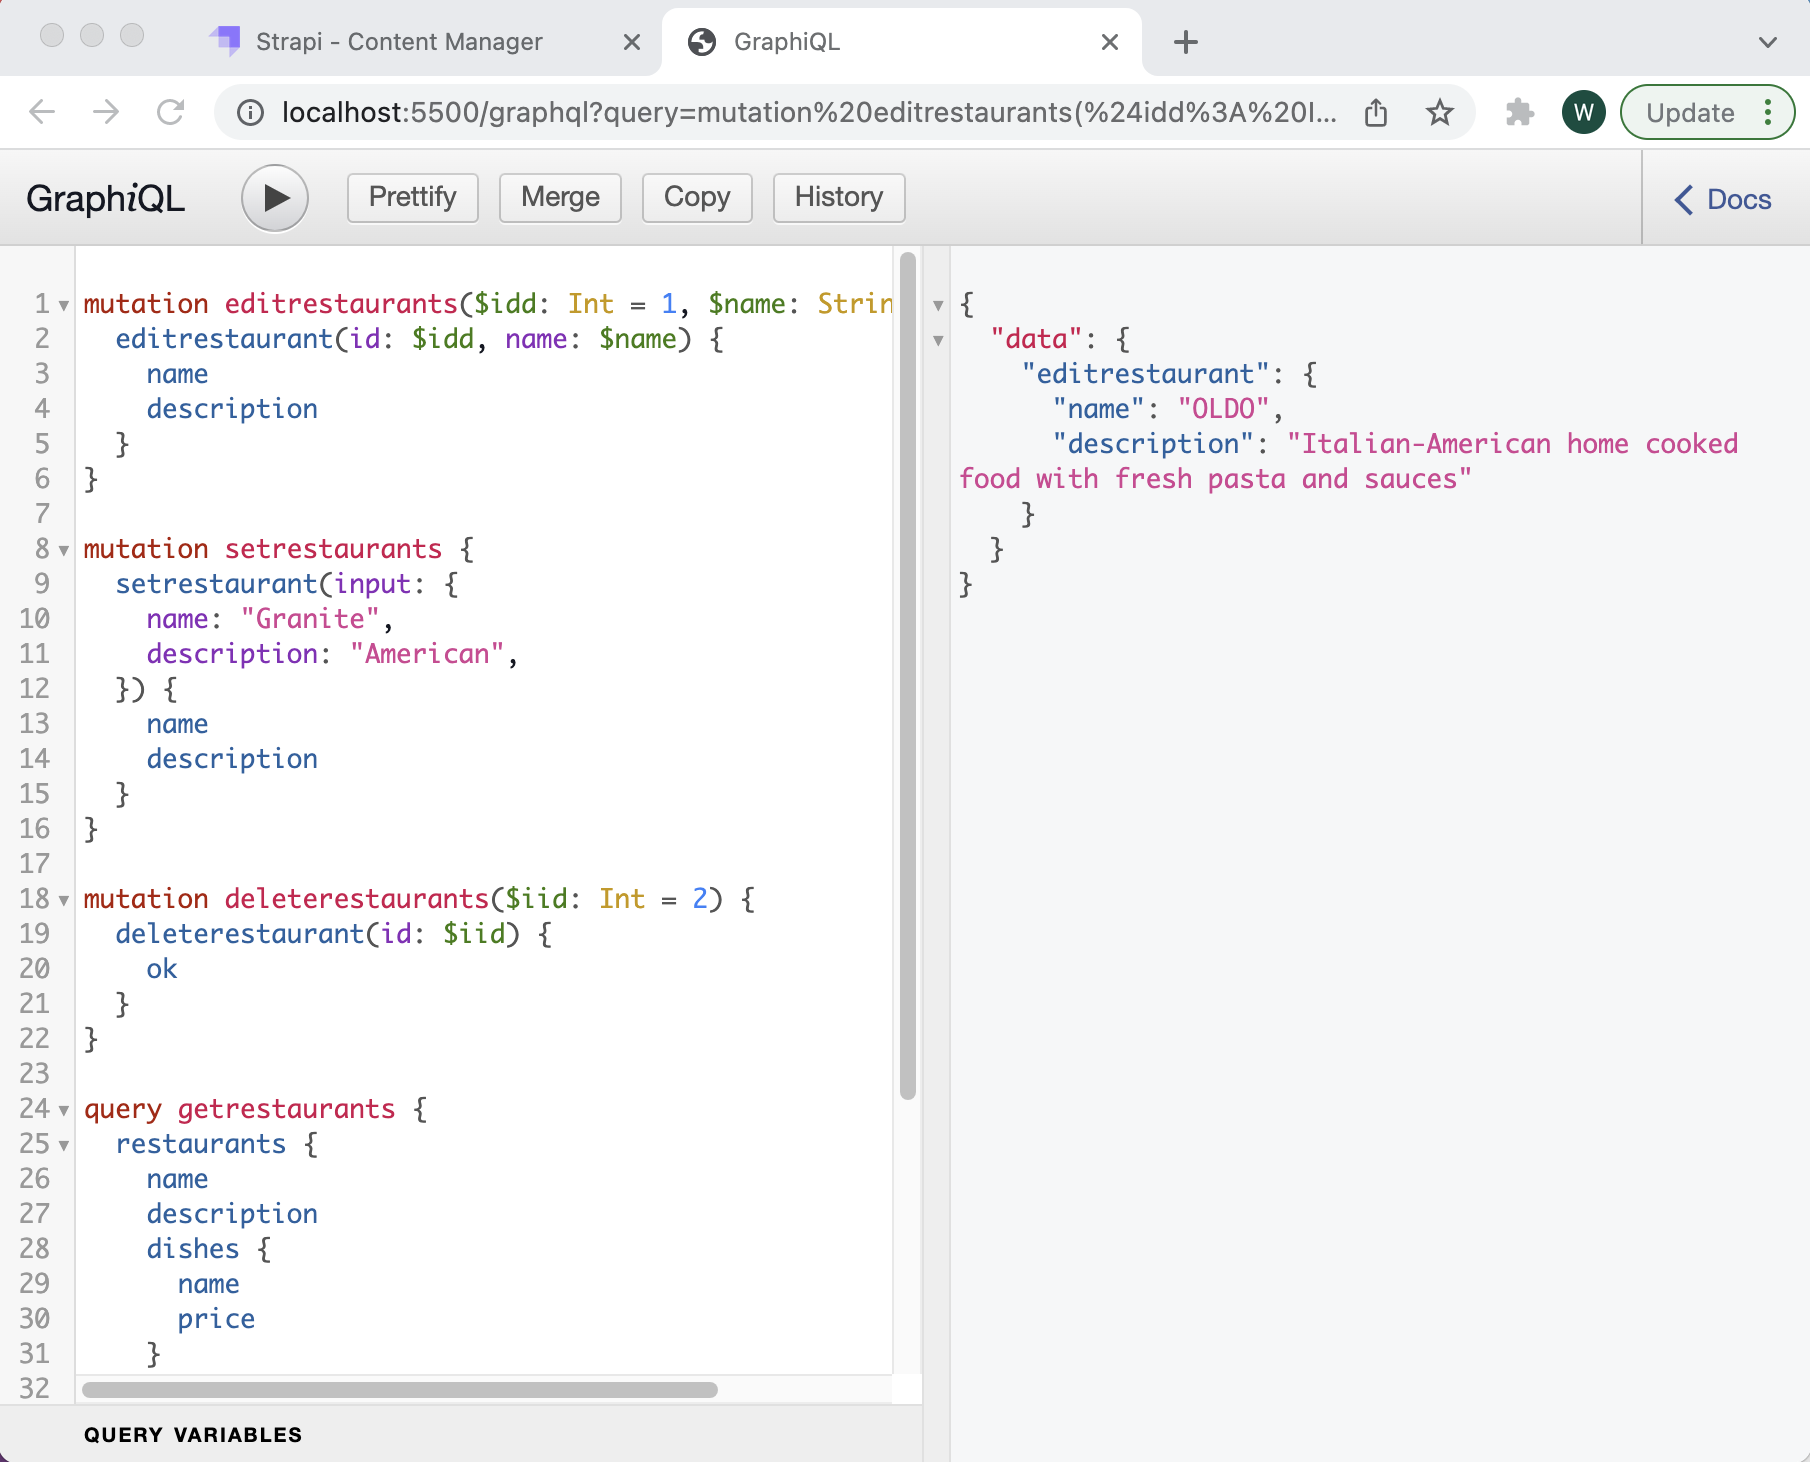 Strapi - Content Manager
GraphiQL
localhost:5500/graphql?query=mutation%20editrestaurants(%24idd%3A%20I...
W
Update
GraphiQL
Prettify
Merge
Copy
History
Docs
1 mutation editrestaurants($idd: Int = 1, $name: Strin
2 editrestaurant(id: $idd, name: $name) {
3 name
4 description
5 }
6 }
7
8 mutation setrestaurants {
9 setrestaurant(input: {
10 name: "Granite",
11 description: "American",
12 }) {
13 name
14 description
15 }
16 }
17
18 mutation deleterestaurants($iid: Int = 2) {
19 deleterestaurant(id: $iid) {
20 ok
21 }
22 }
23
24 query getrestaurants {
25 restaurants {
26 name
27 description
28 dishes {
29 name
30 price
31 }
32
QUERY VARIABLES
{
"data": {
"editrestaurant": {
"name": "OLDO",
"description": "Italian-American home cooked
food with fresh pasta and sauces"
}
}
}